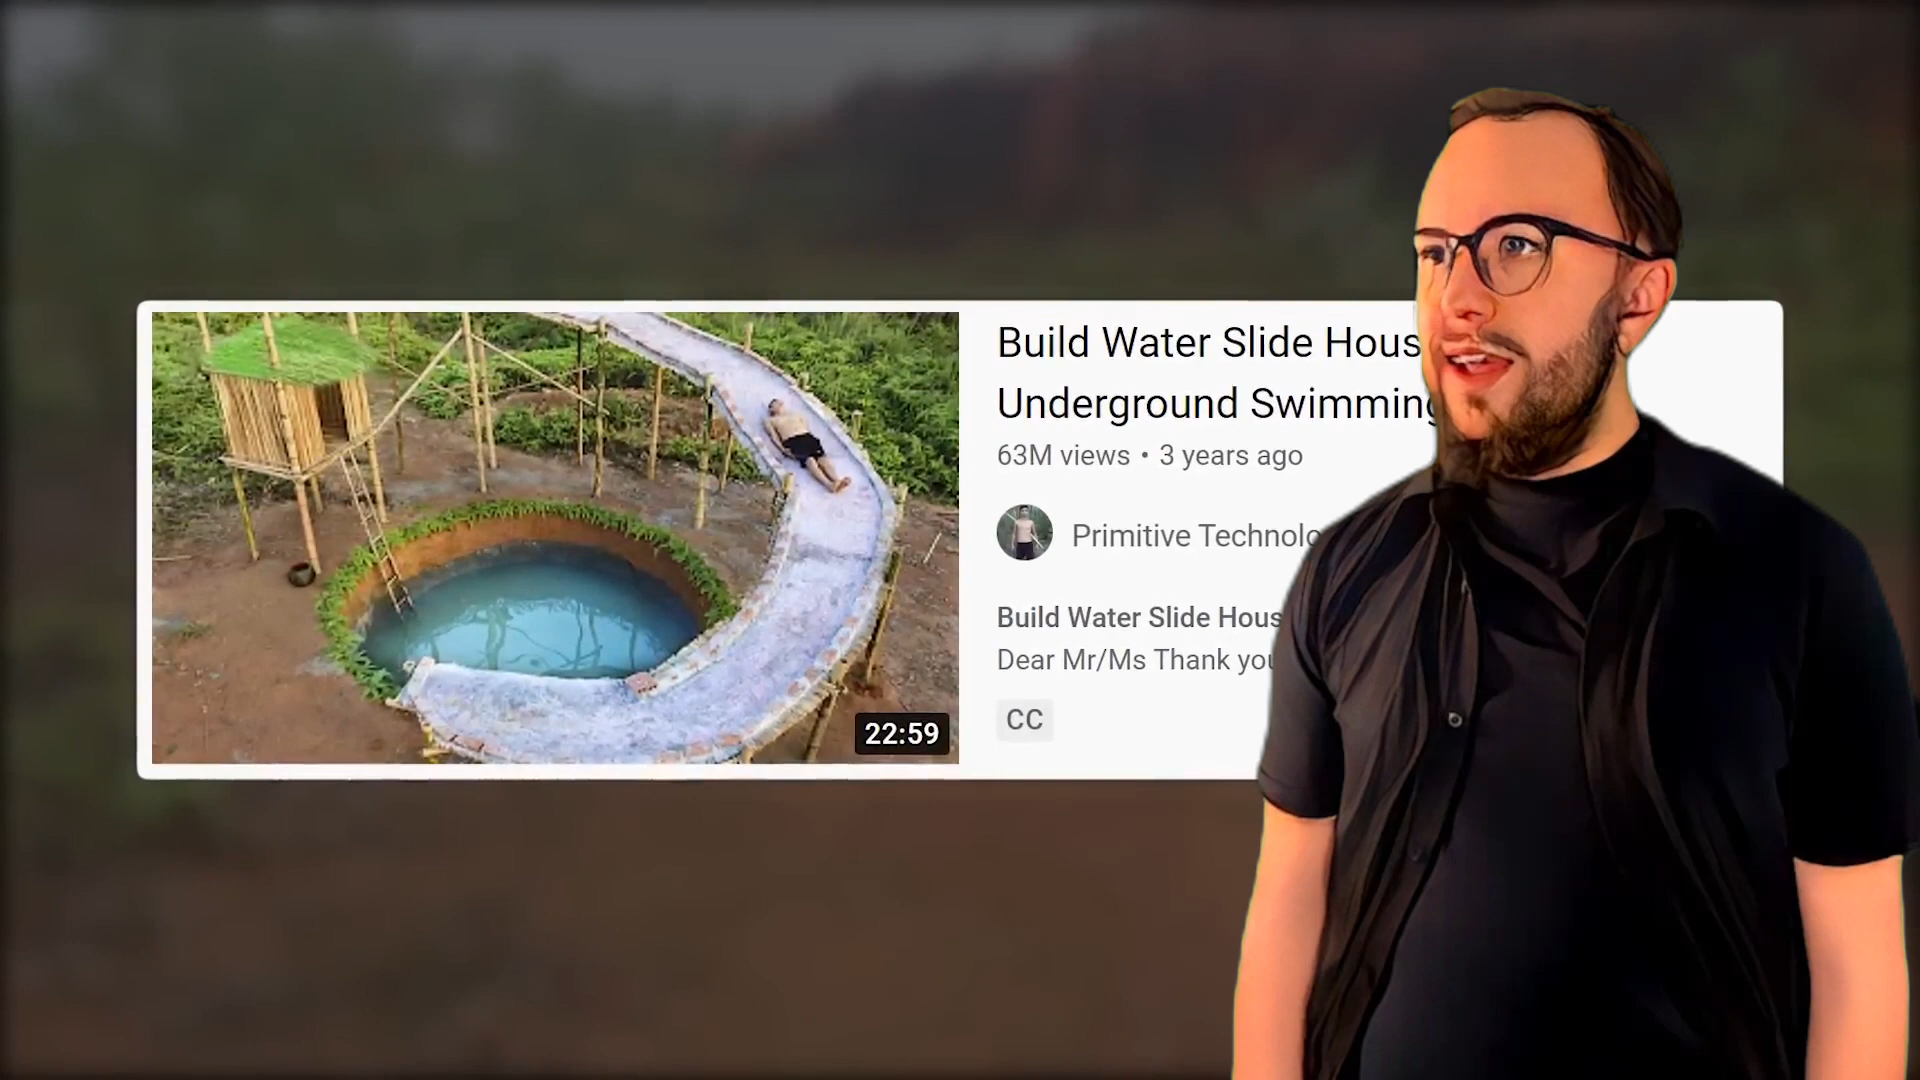 Build Water Slide Hous
Underground Swimming
63M views • 3 years ago
Primitive Technolo
Build Water Slide Hous
Dear Mr/Ms Thank you
CC
22:59